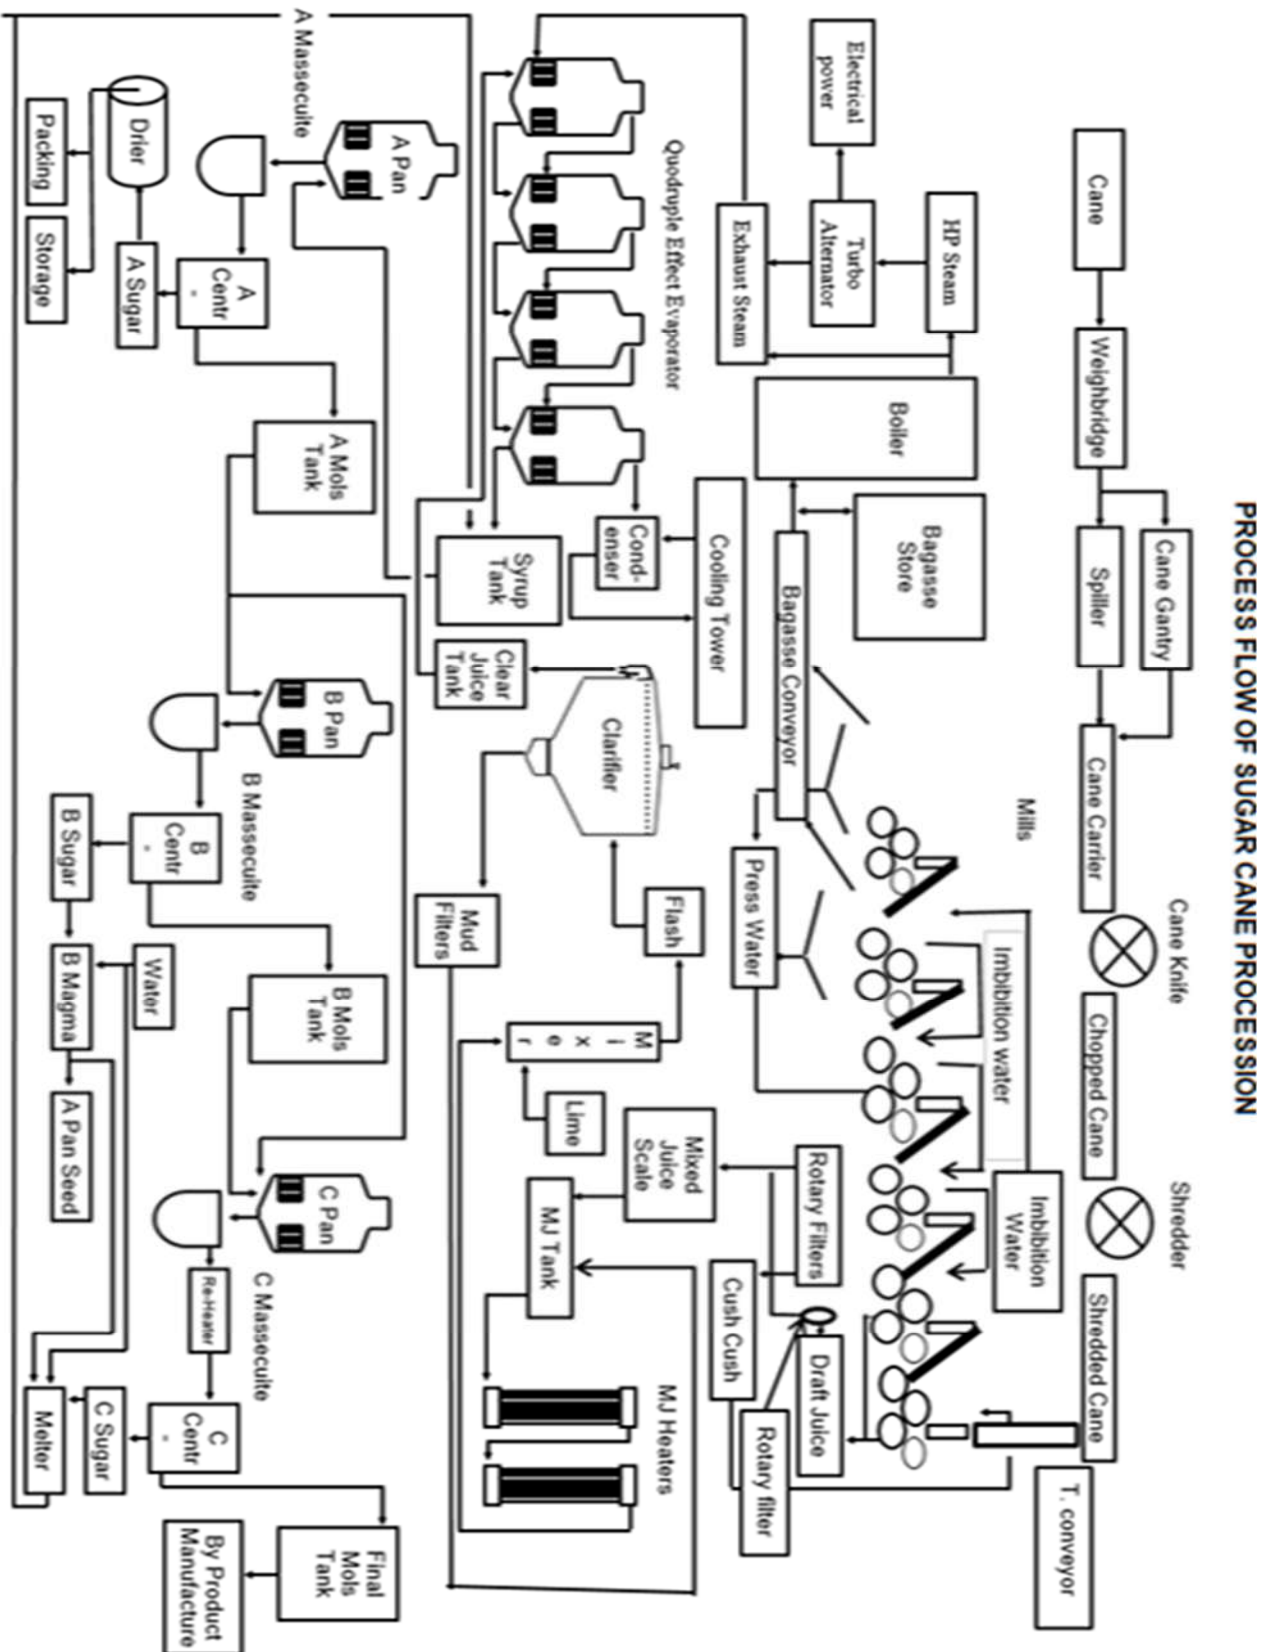 PROCESS FLOW OF SUGAR CANE PROCESSION
Cane
Weighbridge
Cane Gantry
Spiller
Cane Carrier
Cane Knife
Chopped Cane
Shredder
Shredded Cane
T. conveyor
Mills
Imbibition water
Imbibition
Water
HP Steam
Turbo
Alternator
Electrical
power
Exhaust Steam
Boiler
Bagasse
Store
Bagasse Conveyor
Press Water
Rotary Filters
Draft Juice
Cush Cush
Rotary filter
Cooling Tower
Quodruple Effect Evaporator
Cond-
enser
Flash
Mixed
Juice
Scale
MJ Heaters
Clarifier
Mixer
Lime
MJ Tank
Syrup
Tank
Clear
Juice
Tank
Mud
Filters
A Pan
A Massecuite
A Mols
Tank
B Pan
B Mols
Tank
C Pan
Final
Mols
Tank
A
Centr
.
B Massecuite
C Massecuite
B
Centr
.
Re-Heater
C
Centr
.
By Product
Manufacture
Drier
A Sugar
Water
C Sugar
Packing
Storage
B Sugar
B Magma
A Pan Seed
Melter